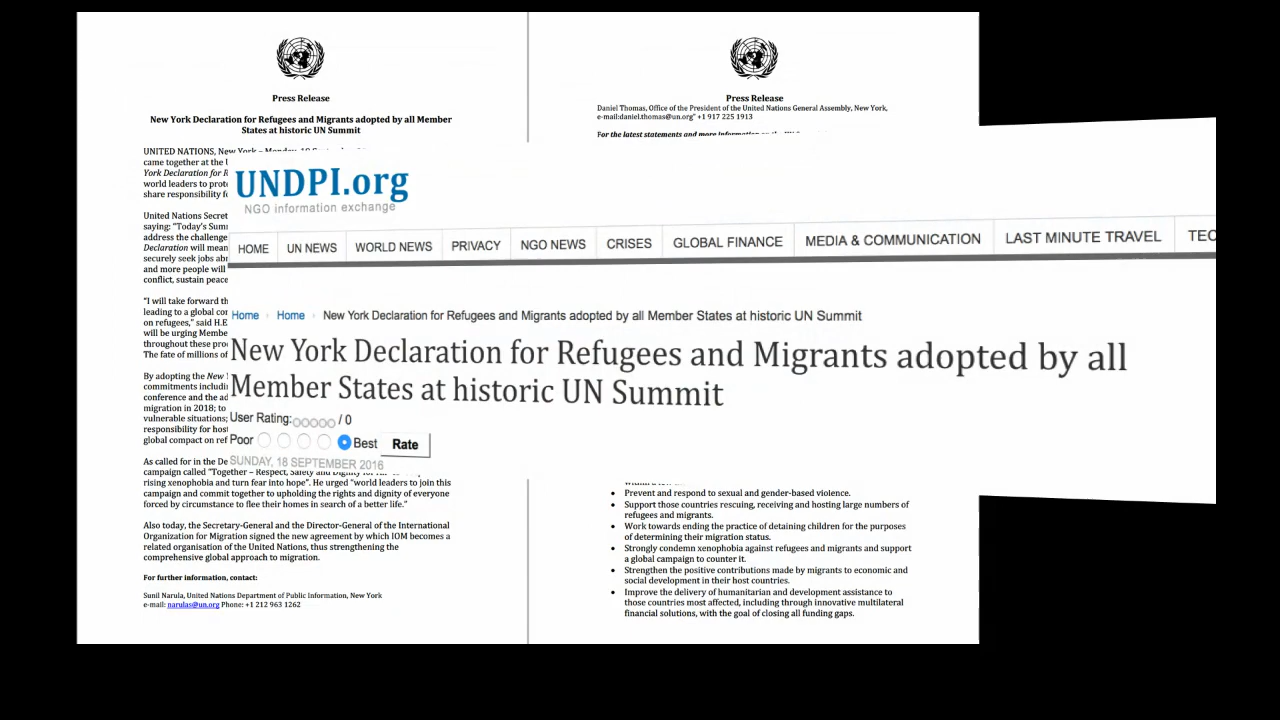 Press Release
New York Declaration for Refugees and Migrants adopted by all Member
States at historic UN Summit
UNITED NATIONS, New York – Monday, 19
came together at the
York Declaration for
world leaders to
share responsibility
United Nations
saying: "Today's
address the
Declaration will
securely seek jobs
and more people will
conflict, sustain
"I will take forward
leading to a global
on refugees," said
will be urging
throughout these
The fate of millions
By adopting the New
commitments
conference and the
migration in 2018; to
vulnerable situations;
responsibility for
global compact on
As called for in the
campaign called "Together – Respect, Safety and Dignity for
rising xenophobia and turn fear into hope". He urged "world leaders to join this
campaign and commit together to upholding the rights and dignity of everyone
forced by circumstance to flee their homes in search of a better life."
Also today, the Secretary-General and the Director-General of the International
Organization for Migration signed the new agreement by which IOM becomes a
related organisation of the United Nations, thus strengthening the
comprehensive global approach to migration.
For further information, contact:
Sunil Narula, United Nations Department of Public Information, New York
e-mail: narulas@un.org Phone: +1 212 963 1262
Press Release
Daniel Thomas, Office of the President of the United Nations General Assembly, New York,
e-mail:daniel.thomas@un.org" +1 917 225 1913
For the latest statements and more information on the
UNDPI.org
NGO information exchange
HOME UN NEWS WORLD NEWS PRIVACY NGO NEWS CRISES GLOBAL FINANCE MEDIA & COMMUNICATION LAST MINUTE TRAVEL TEC
Home Home New York Declaration for Refugees and Migrants adopted by all Member States at historic UN Summit
New York Declaration for Refugees and Migrants adopted by all
Member States at historic UN Summit
User Rating: / 0
Poor Best Rate
SUNDAY, 18 SEPTEMBER 2016
• Prevent and respond to sexual and gender-based violence.
• Support those countries rescuing, receiving and hosting large numbers of
refugees and migrants.
• Work towards ending the practice of detaining children for the purposes
of determining their migration status.
• Strongly condemn xenophobia against refugees and migrants and support
a global campaign to counter it.
• Strengthen the positive contributions made by migrants to economic and
social development in their host countries.
• Improve the delivery of humanitarian and development assistance to
those countries most affected, including through innovative multilateral
financial solutions, with the goal of closing all funding gaps.